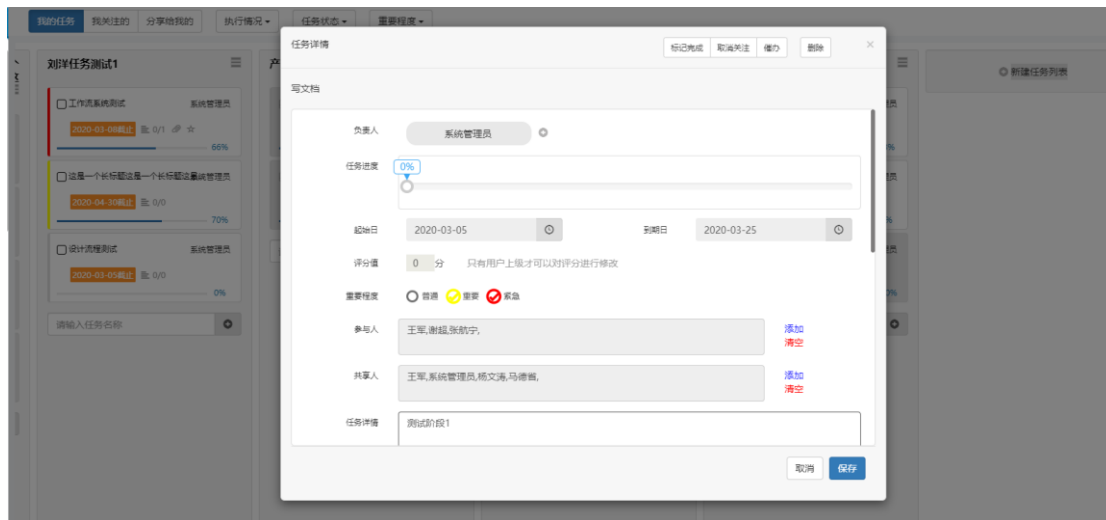 我的任务 我关注的 分享给我的 执行情况 任务状态 重要程度
刘洋任务测试1
产
新建任务列表
工作流系统测试 系统管理员
2020-03-08截止 0/1
66%
这是一个长标题这是一个长标题这是 系统管理员
2020-04-30截止 0/0
70%
设计流程测试 系统管理员
2020-03-05截止 0/0
0%
请输入任务名称
任务详情 标记完成 取消关注 催办 删除 ×
写文档
负责人 系统管理员
任务进度 0%
起始日 2020-03-05 到期日 2020-03-25
评分值 0 分 只有用户上级才可以对评分进行修改
重要程度 普通 重要 紧急
参与人 王军,谢超,张航宁, 添加
清空
共享人 王军,系统管理员,杨文涛,马德 添加
清空
任务详情 测试阶段1
取消 保存